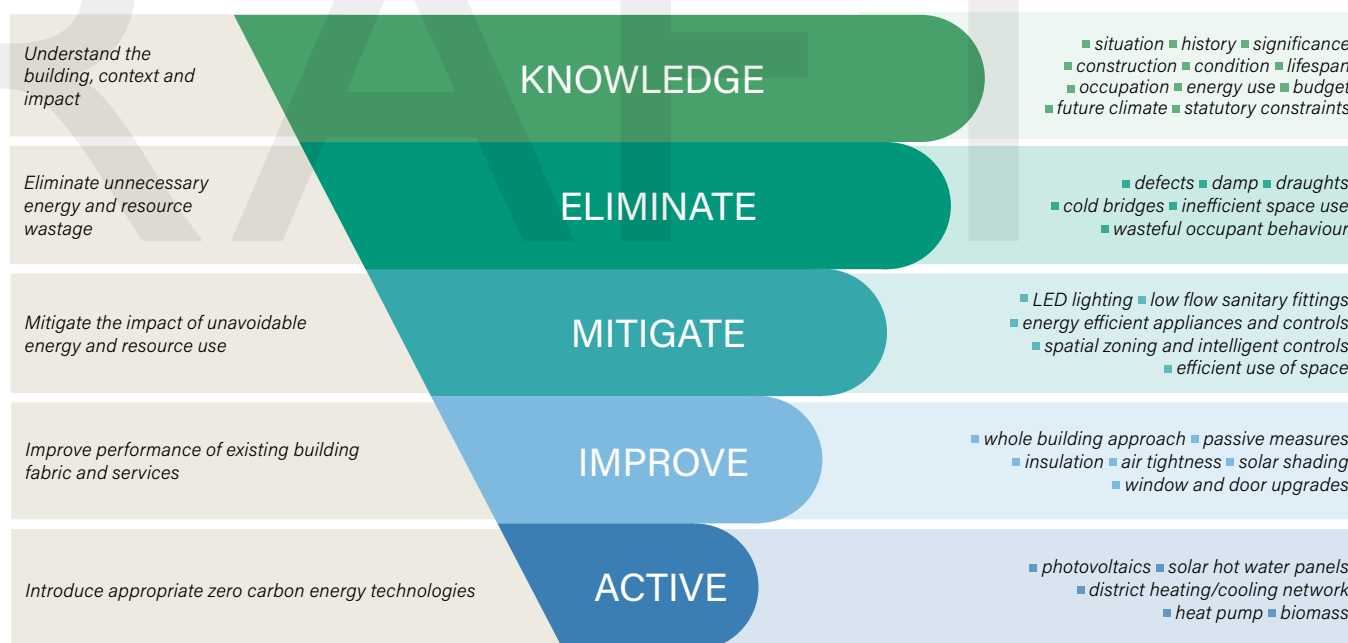 Understand the
building, context and
impact
KNOWLEDGE
■ situation ■ history ■ significance
■ construction ■ condition ■ lifespan
■ occupation ■ energy use ■ budget
■ future climate ■ statutory constraints
Eliminate unnecessary
energy and resource
wastage
ELIMINATE
■ defects ■ damp ■ draughts
■ cold bridges ■ inefficient space use
■ wasteful occupant behaviour
Mitigate the impact of unavoidable
energy and resource use
MITIGATE
■ LED lighting ■ low flow sanitary fittings
■ energy efficient appliances and controls
■ spatial zoning and intelligent controls
■ efficient use of space
Improve performance of existing building
fabric and services
IMPROVE
■ whole building approach ■ passive measures
■ insulation ■ air tightness ■ solar shading
■ window and door upgrades
Introduce appropriate zero carbon energy technologies
ACTIVE
■ photovoltaics ■ solar hot water panels
■ district heating/cooling network
■ heat pump ■ biomass